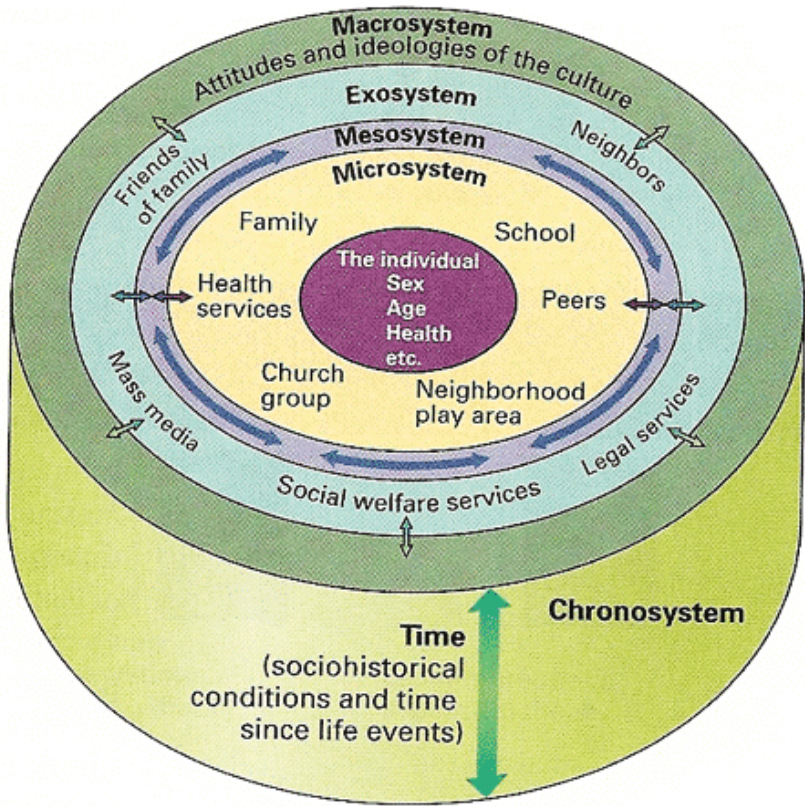 Macrosystem
Attitudes and ideologies of the culture
Exosystem
Mesosystem
Microsystem
Friends
of family
Neighbors
Family
School
Health
services
The individual
Sex
Age
Health
etc.
Peers
Church
group
Neighborhood
play area
Mass media
Social welfare services
Legal services
Chronosystem
Time
(sociohistorical
conditions and time
since life events)